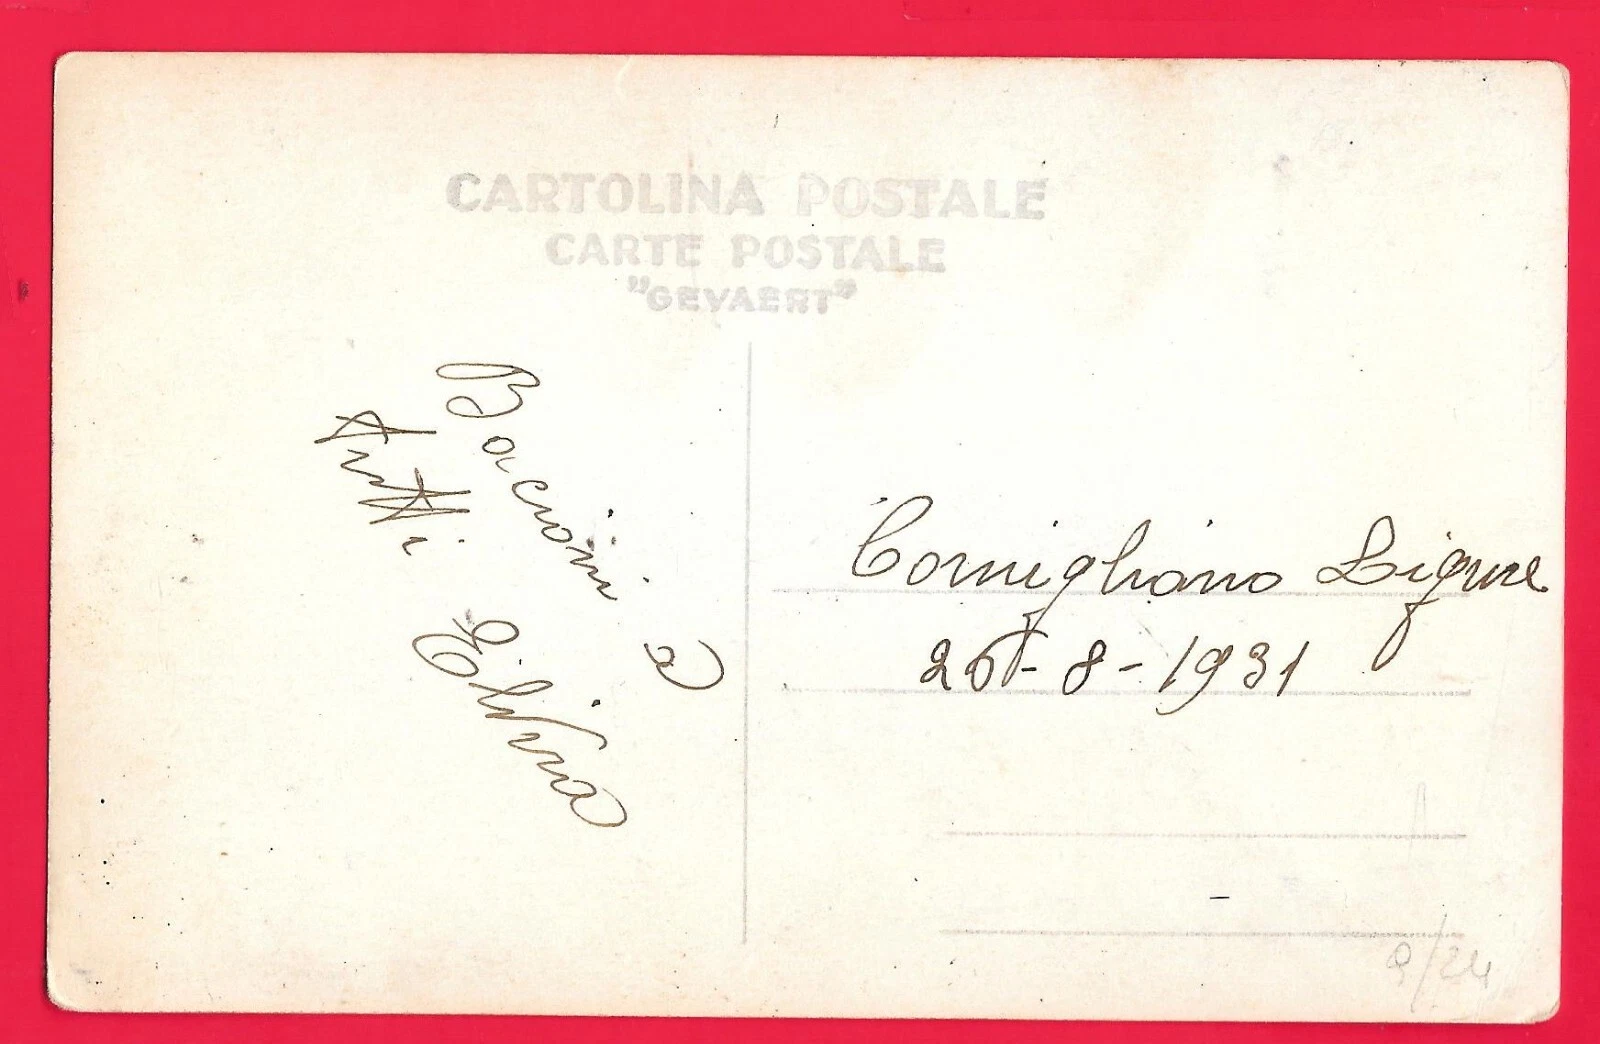 CARTOLINA POSTALE
CARTE POSTALE
"GEVAERT"
Bacioni a
tutti
Elvira
Cornigliano Ligure
26-8-1931
9/24